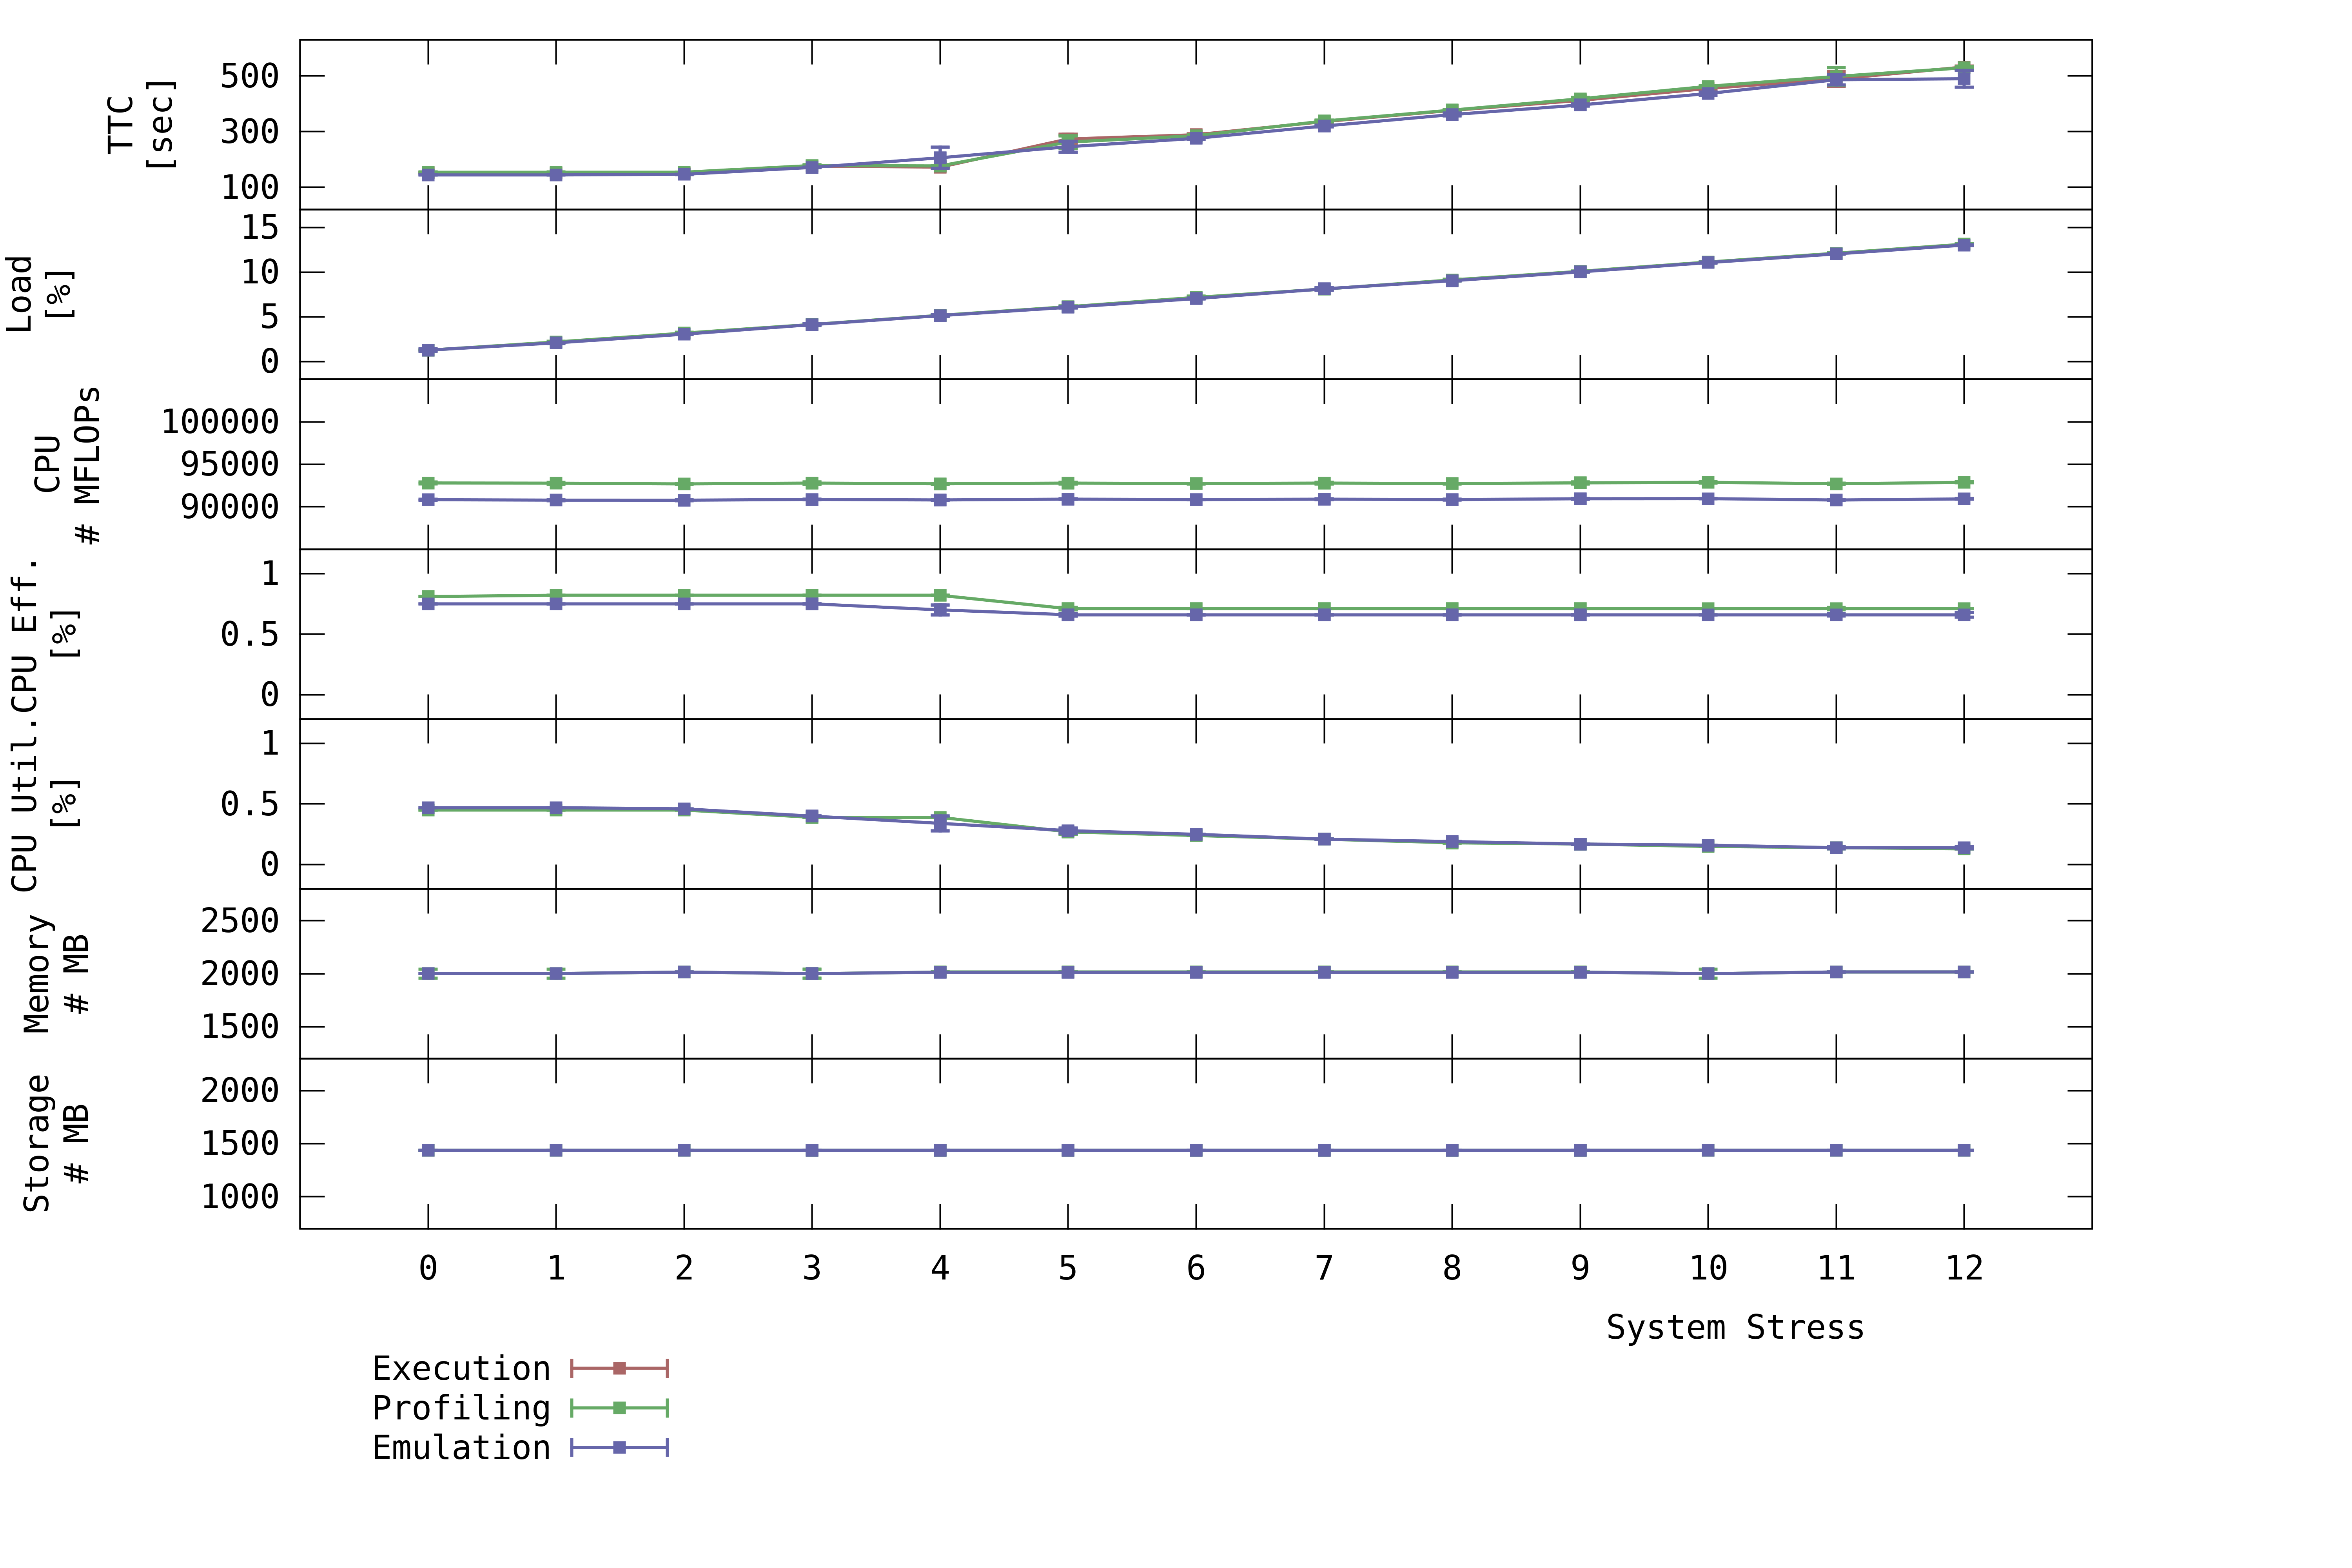 TTC
[sec]
500
300
100
Load
[%]
15
10
5
0
CPU
# MFLOPs
100000
95000
90000
CPU Eff.
[%]
1
0.5
0
CPU Util.
[%]
1
0.5
0
Memory
# MB
2500
2000
1500
Storage
# MB
2000
1500
1000
0 1 2 3 4 5 6 7 8 9 10 11 12
System Stress
Execution
Profiling
Emulation